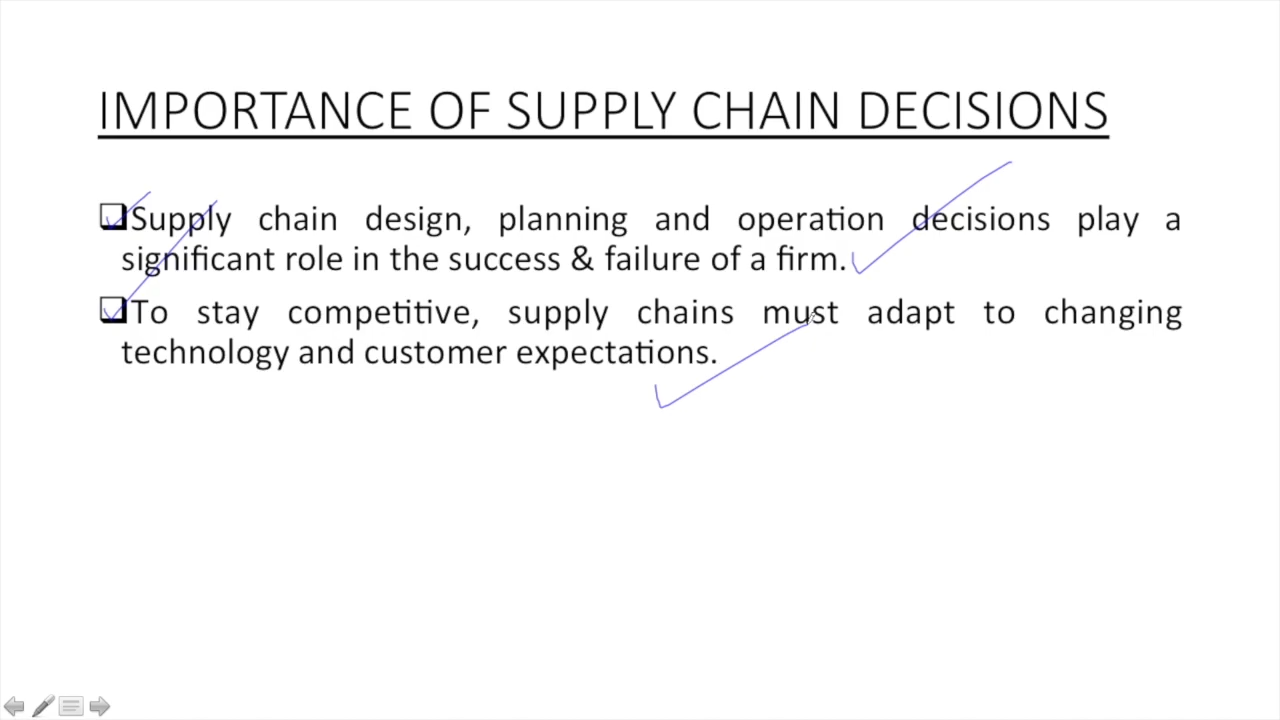 IMPORTANCE OF SUPPLY CHAIN DECISIONS
Supply chain design, planning and operation decisions play a
significant role in the success & failure of a firm.
To stay competitive, supply chains must adapt to changing
technology and customer expectations.